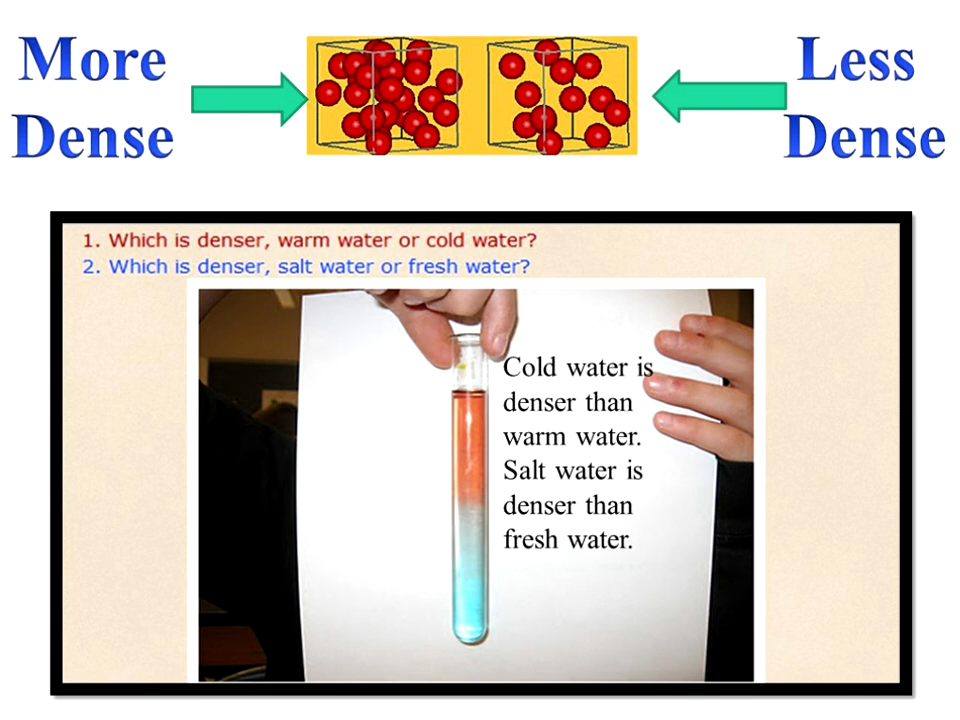 More
Dense
Less
Dense
1. Which is denser, warm water or cold water?
2. Which is denser, salt water or fresh water?
Cold water is
denser than
warm water.
Salt water is
denser than
fresh water.